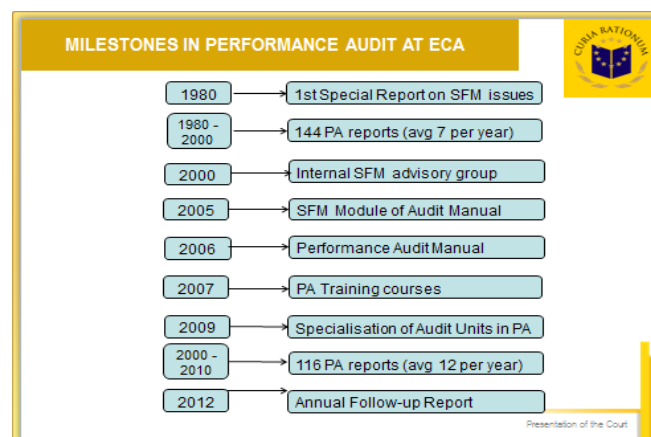 MILESTONES IN PERFORMANCE AUDIT AT ECA
CURIA RATIONUM
1980
1st Special Report on SFM issues
1980 -
2000
144 PA reports (avg 7 per year)
2000
Internal SFM advisory group
2005
SFM Module of Audit Manual
2006
Performance Audit Manual
2007
PA Training courses
2009
Specialisation of Audit Units in PA
2000 -
2010
116 PA reports (avg 12 per year)
2012
Annual Follow-up Report
Presentation of the Court